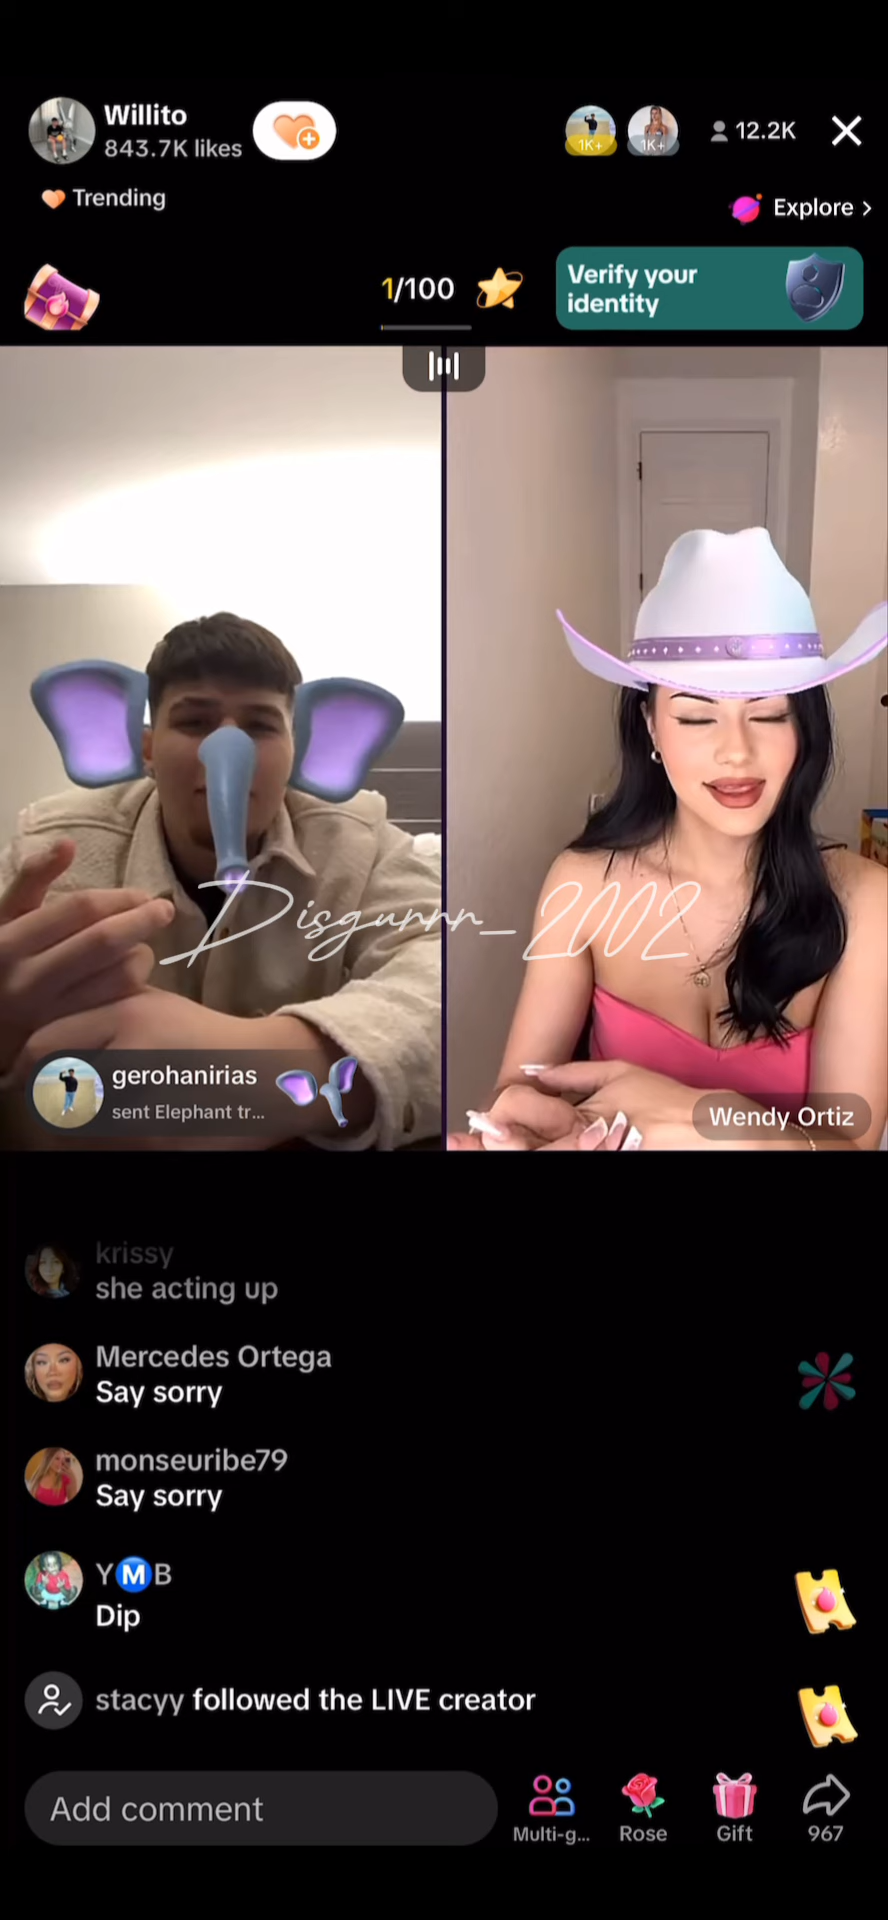 Willito
843.7K likes
1K+
1K+
12.2K
Trending
Explore >
1/100
Verify your
identity
Disgunnn_2002
gerohanirias
sent Elephant tr...
Wendy Ortiz
krissy
she acting up
Mercedes Ortega
Say sorry
monseuribe79
Say sorry
YⓂ️B
Dip
stacyy followed the LIVE creator
Add comment
Multi-g...
Rose
Gift
967